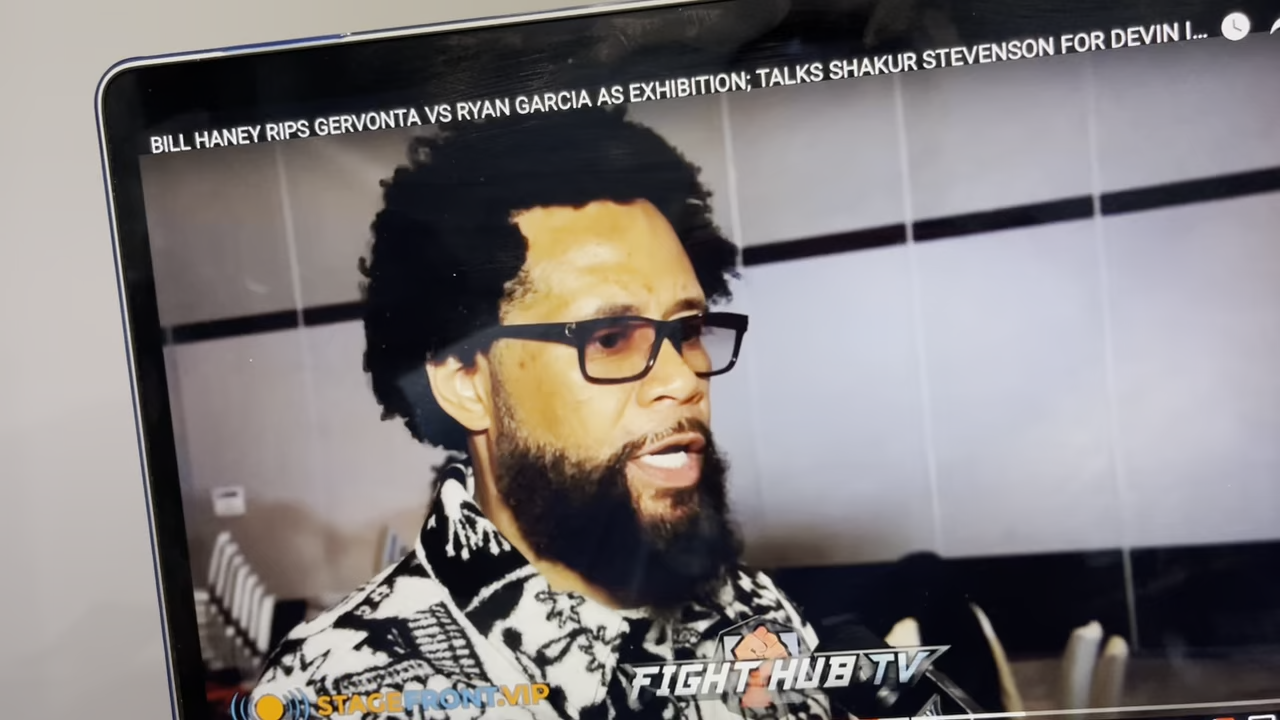 BILL HANEY RIPS GERVONTA VS RYAN GARCIA AS EXHIBITION; TALKS SHAKUR STEVENSON FOR DEVIN I...
STAGEFRONT.VIP
FIGHT HUB TV